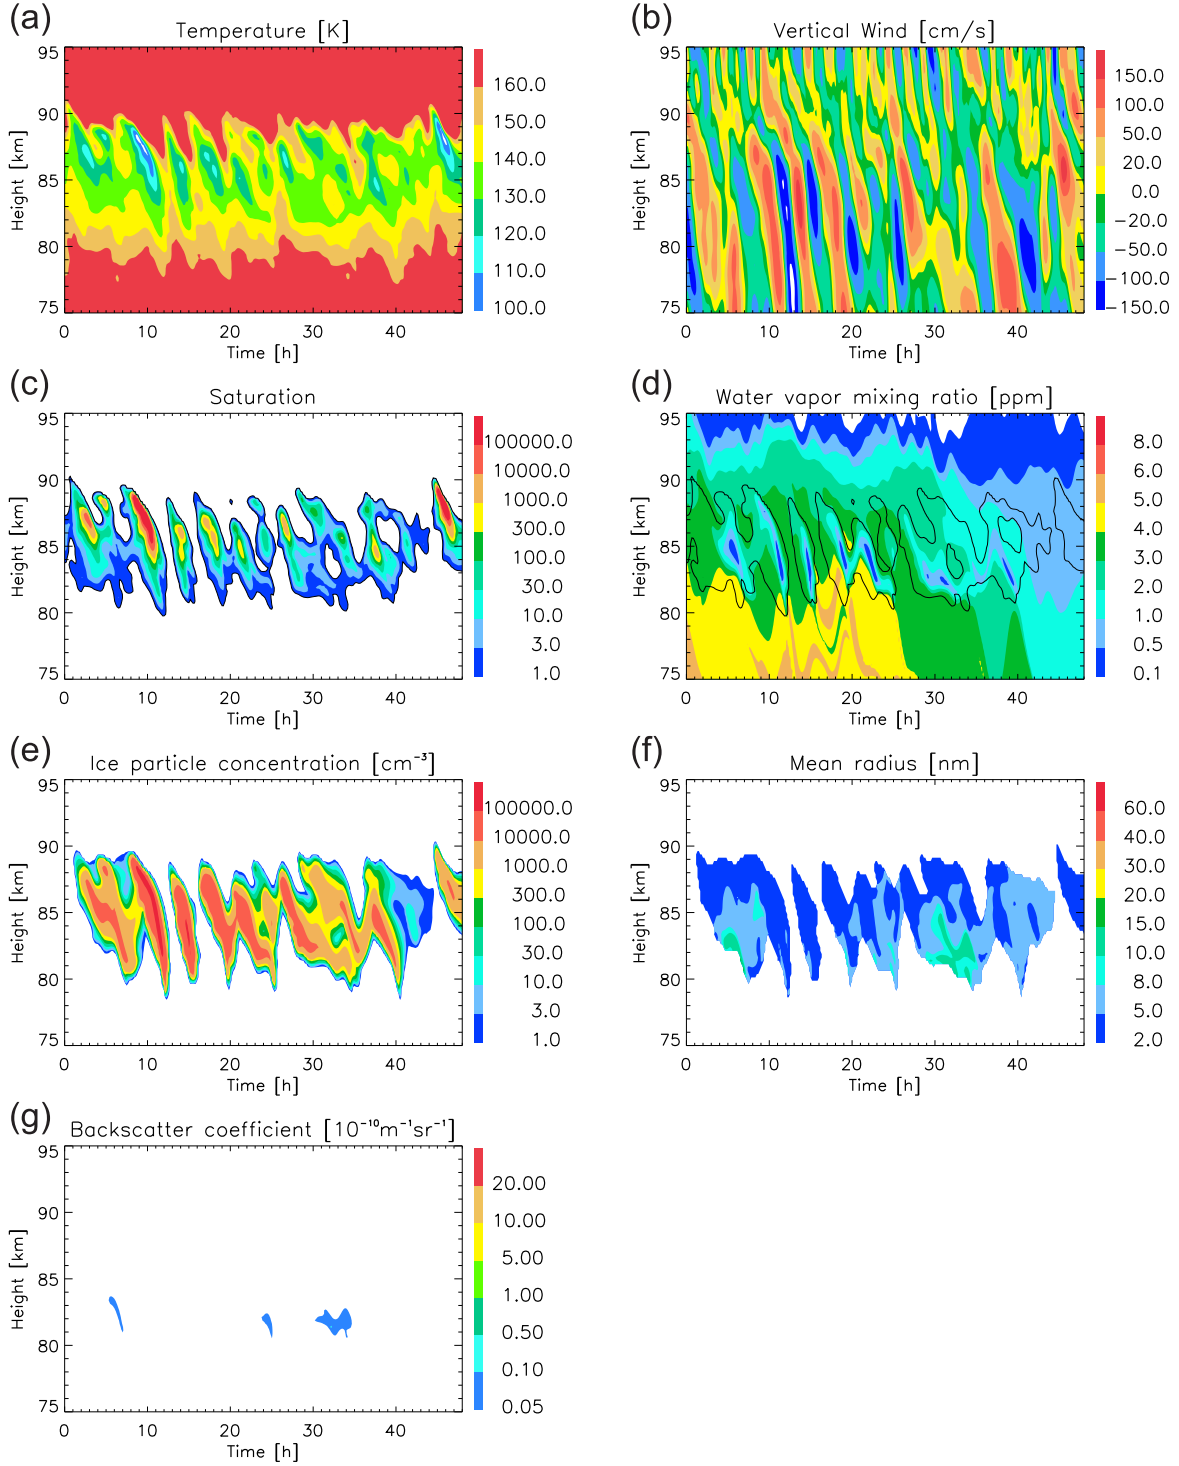 (a)
Temperature [K]
95
90
85
80
75
Height [km]
0 10 20 30 40
Time [h]
160.0
150.0
140.0
130.0
120.0
110.0
100.0
(b)
Vertical Wind [cm/s]
95
90
85
80
75
Height [km]
0 10 20 30 40
Time [h]
150.0
100.0
50.0
20.0
0.0
−20.0
−50.0
−100.0
−150.0
(c)
Saturation
95
90
85
80
75
Height [km]
0 10 20 30 40
Time [h]
100000.0
10000.0
1000.0
300.0
100.0
30.0
10.0
3.0
1.0
(d)
Water vapor mixing ratio [ppm]
95
90
85
80
75
Height [km]
0 10 20 30 40
Time [h]
8.0
6.0
5.0
4.0
3.0
2.0
1.0
0.5
0.1
(e)
Ice particle concentration [cm⁻³]
95
90
85
80
75
Height [km]
0 10 20 30 40
Time [h]
100000.0
10000.0
1000.0
300.0
100.0
30.0
10.0
3.0
1.0
(f)
Mean radius [nm]
95
90
85
80
75
Height [km]
0 10 20 30 40
Time [h]
60.0
40.0
30.0
20.0
15.0
10.0
8.0
5.0
2.0
(g)
Backscatter coefficient [10⁻¹⁰m⁻¹sr⁻¹]
95
90
85
80
75
Height [km]
0 10 20 30 40
Time [h]
20.00
10.00
5.00
1.00
0.50
0.10
0.05